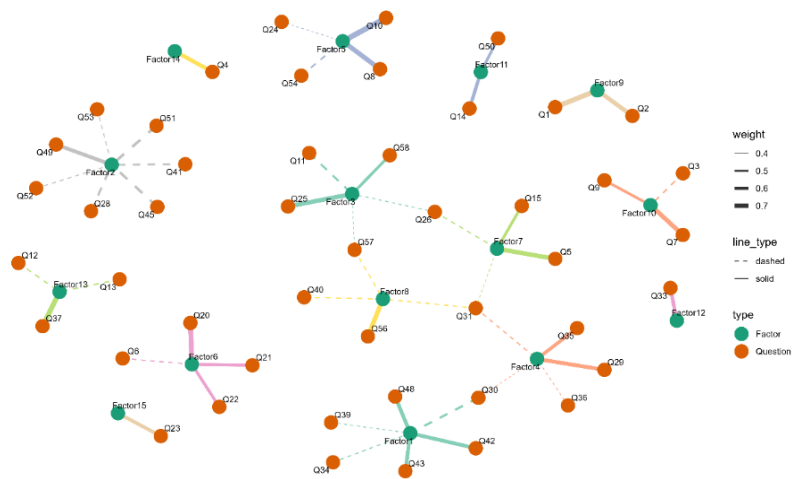 Q24
Q10
Factor5
Q54
Q8
Factor14
Q4
Q50
Factor11
Q14
Factor9
Q1
Q2
Q53
Q51
Q49
Factor2
Q41
Q52
Q28
Q45
Q11
Q58
Q25
Factor3
Q26
Q15
Factor7
Q5
Q57
Q3
Q9
Factor10
Q7
Q12
Factor13
Q13
Q37
Q40
Factor8
Q56
Q31
Q33
Factor12
Q20
Q6
Factor6
Q21
Q22
Q35
Factor4
Q29
Q36
Factor15
Q23
Q48
Q30
Q39
Factor1
Q42
Q34
Q43
weight
0.4
0.5
0.6
0.7
line_type
dashed
solid
type
Factor
Question